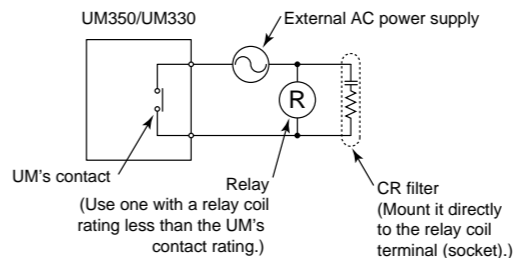 UM350/UM330
External AC power supply
R
UM's contact
Relay
(Use one with a relay coil
rating less than the UM's
contact rating.)
CR filter
(Mount it directly
to the relay coil
terminal (socket).)